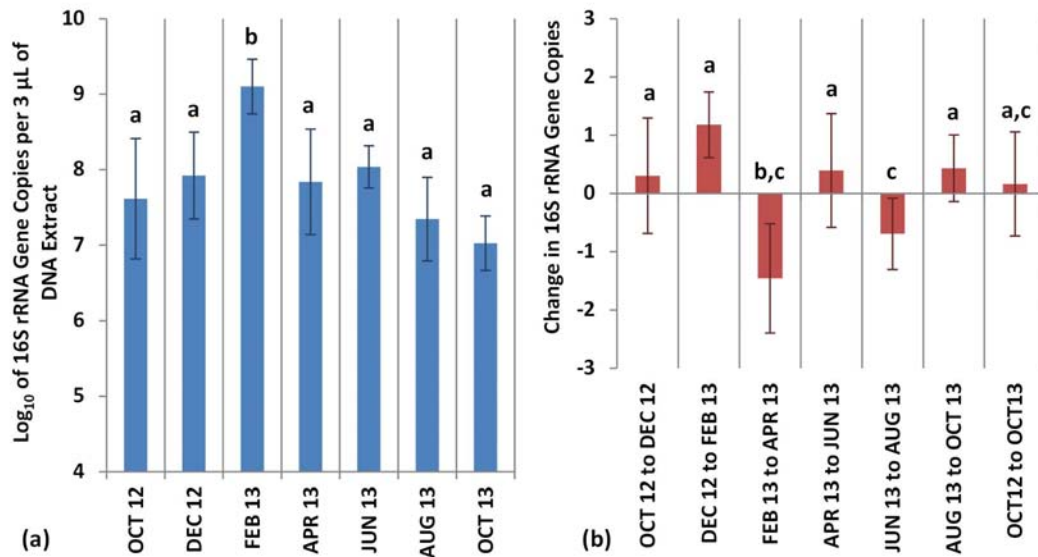 Log₁₀ of 16S rRNA Gene Copies per 3 µL of
DNA Extract
10
9
8
7
6
5
4
a
a
b
a
a
a
a
OCT 12
DEC 12
FEB 13
APR 13
JUN 13
AUG 13
OCT 13
(a)
Change in 16S rRNA Gene Copies
3
2
1
0
-1
-2
-3
a
a
b,c
a
c
a
a,c
OCT 12 to DEC 12
DEC 12 to FEB 13
FEB 13 to APR 13
APR 13 to JUN 13
JUN 13 to AUG 13
AUG 13 to OCT 13
OCT12 to OCT13
(b)